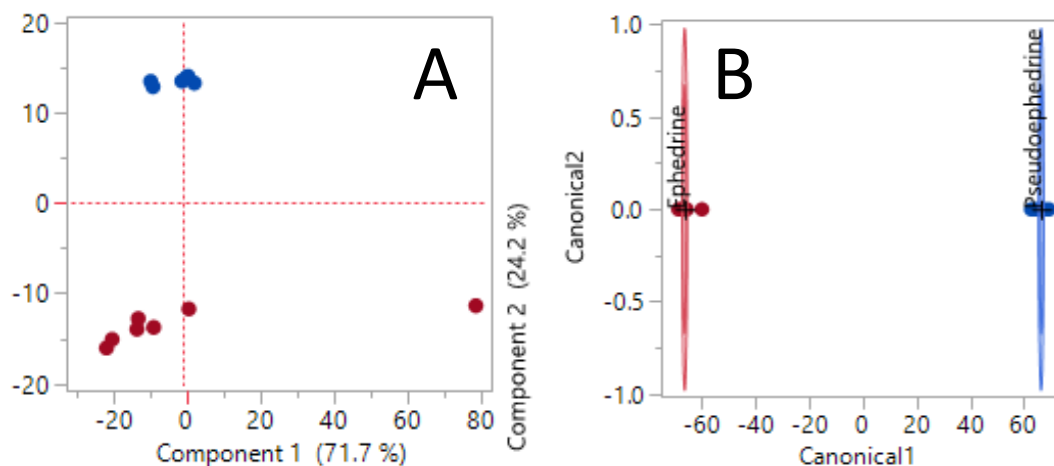 A
20
10
0
-10
-20
-20
0
20
40
60
80
Component 1 (71.7 %)
Component 2 (24.2 %)
B
Canonical2
1.0
0.5
0.0
-0.5
-1.0
Ephedrine
Pseudoephedrine
-60
-40
-20
0
20
40
60
Canonical1